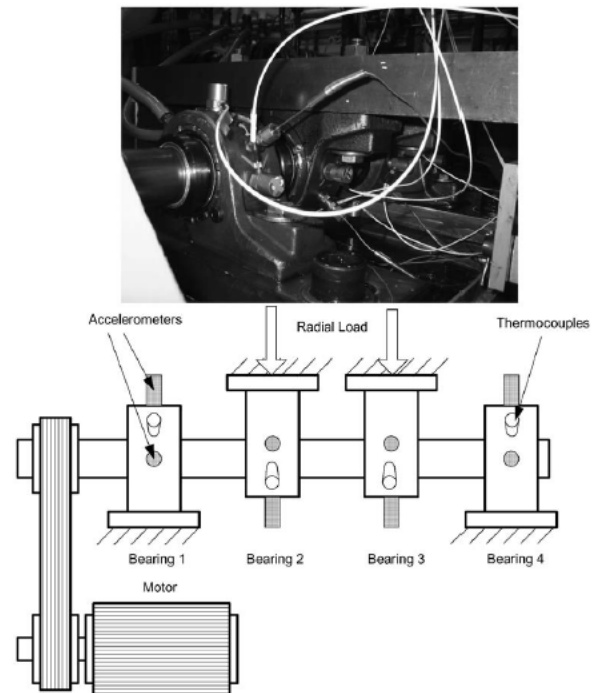 Accelerometers
Radial Load
Thermocouples
Bearing 1
Bearing 2
Bearing 3
Bearing 4
Motor